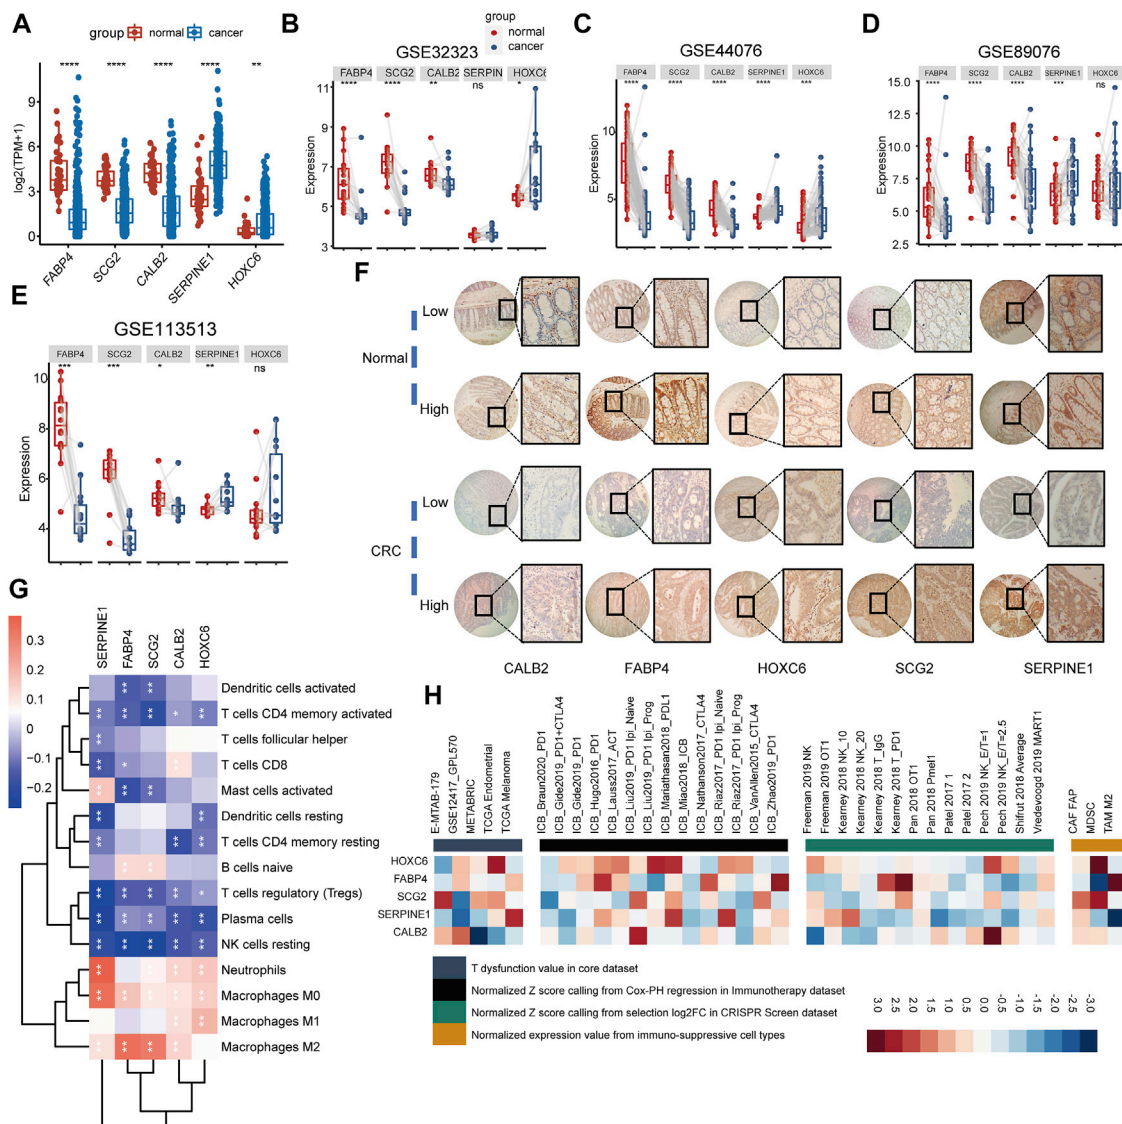 A
group normal cancer
log2(TPM+1)
9
6
3
0
**** **** **** **** **
FABP4
SCG2
CALB2
SERPINE1
HOXC6
B
group
normal
cancer
GSE32323
FABP4 SCG2 CALB2 SERPIN HOXC6
**** **** ** ns *
Expression
11
9
7
5
3
C
GSE44076
FABP4 SCG2 CALB2 SERPINE1 HOXC6
**** **** **** **** ***
Expression
10
5
D
GSE89076
FABP4 SCG2 CALB2 SERPINE1 HOXC6
**** **** **** *** ns
Expression
15.0
12.5
10.0
7.5
5.0
2.5
E
GSE113513
FABP4 SCG2 CALB2 SERPINE1 HOXC6
*** *** * ** ns
Expression
10
8
6
4
F
Low
Normal
High
Low
CRC
High
CALB2 FABP4 HOXC6 SCG2 SERPINE1
G
0.3
0.2
0.1
0
−0.1
−0.2
SERPINE1
FABP4
SCG2
CALB2
HOXC6
Dendritic cells activated
T cells CD4 memory activated
T cells follicular helper
T cells CD8
Mast cells activated
Dendritic cells resting
T cells CD4 memory resting
B cells naive
T cells regulatory (Tregs)
Plasma cells
NK cells resting
Neutrophils
Macrophages M0
Macrophages M1
Macrophages M2
H
E-MTAB-179
GSE12417_GPL570
METABRIC
TCGA Endometrial
TCGA Melanoma
ICB_Braun2020_PD1
ICB_Gide2019_PD1+CTLA4
ICB_Gide2019_PD1
ICB_Hugo2016_PD1
ICB_Lauss2017_ACT
ICB_Liu2019_PD1 Ipi_Naive
ICB_Liu2019_PD1 Ipi_Prog
ICB_Mariathasan2018_PDL1
ICB_Miao2018_ICB
ICB_Nathanson2017_CTLA4
ICB_Riaz2017_PD1 Ipi_Naive
ICB_Riaz2017_PD1 Ipi_Prog
ICB_VanAllen2015_CTLA4
ICB_Zhao2019_PD1
Freeman 2019 NK
Freeman 2019 OT1
Kearney 2018 NK_10
Kearney 2018 NK_20
Kearney 2018 T_IgG
Kearney 2018 T_PD1
Pan 2018 OT1
Pan 2018 Pmel1
Patel 2017 1
Patel 2017 2
Pech 2019 NK_E/T=1
Pech 2019 NK_E/T=2.5
Shifrut 2018 Average
Vredevoogd 2019 MART1
CAF FAP
MDSC
TAM M2
HOXC6
FABP4
SCG2
SERPINE1
CALB2
T dysfunction value in core dataset
Normalized Z score calling from Cox-PH regression in Immunotherapy dataset
Normalized Z score calling from selection log2FC in CRISPR Screen dataset
Normalized expression value from immuno-suppressive cell types
3.0
2.5
2.0
1.5
1.0
0.5
0.0
-0.5
-1.0
-1.5
-2.0
-2.5
-3.0